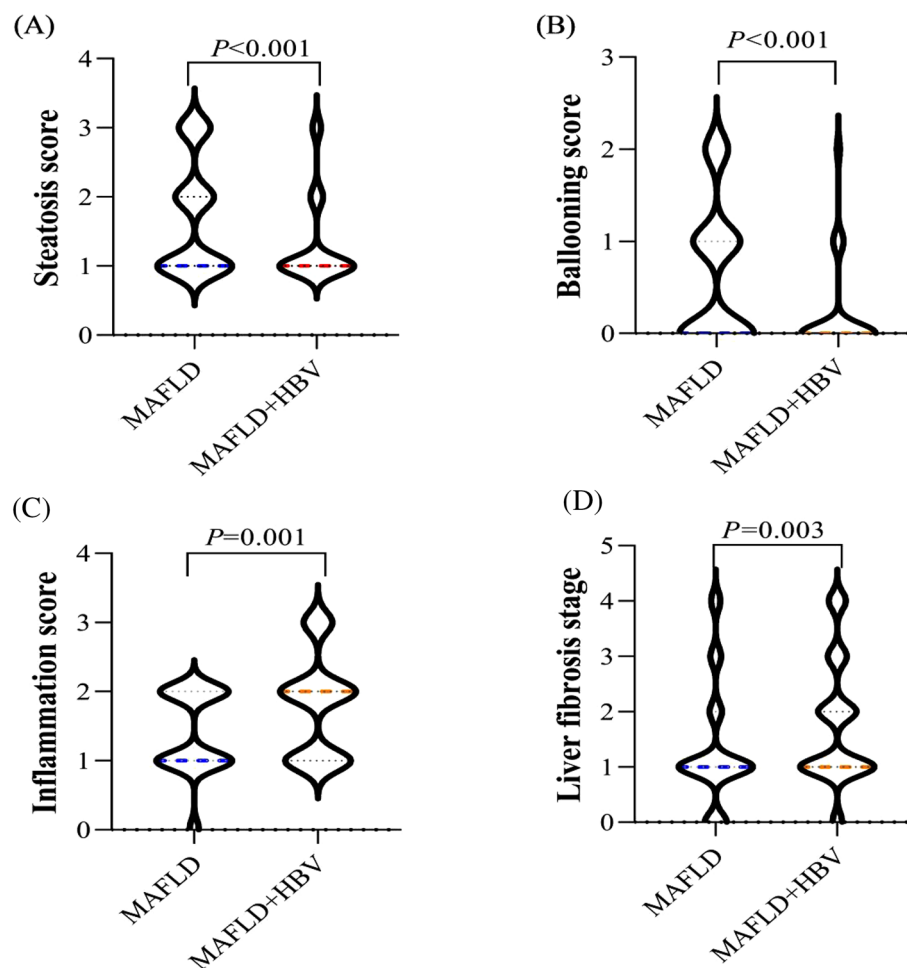 (A)
P<0.001
Steatosis score
4
3
2
1
0
MAFLD
MAFLD+HBV
(B)
P<0.001
Ballooning score
3
2
1
0
MAFLD
MAFLD+HBV
(C)
P=0.001
Inflammation score
4
3
2
1
0
MAFLD
MAFLD+HBV
(D)
P=0.003
Liver fibrosis stage
5
4
3
2
1
0
MAFLD
MAFLD+HBV